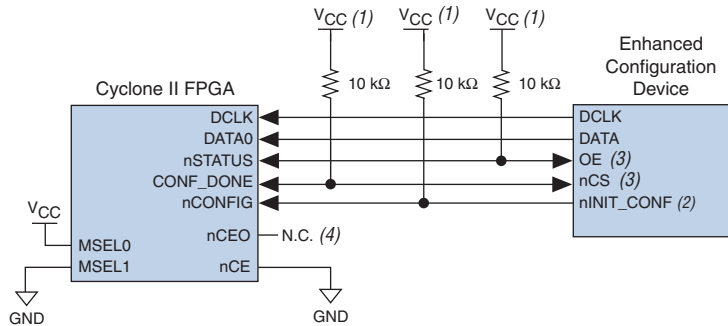 VCC (1)
VCC (1)
VCC (1)
10 kΩ
10 kΩ
10 kΩ
Enhanced
Configuration
Device
Cyclone II FPGA
DCLK
DATA0
nSTATUS
CONF_DONE
nCONFIG
nCEO
nCE
N.C. (4)
VCC
MSEL0
MSEL1
GND
GND
DCLK
DATA
OE (3)
nCS (3)
nINIT_CONF (2)